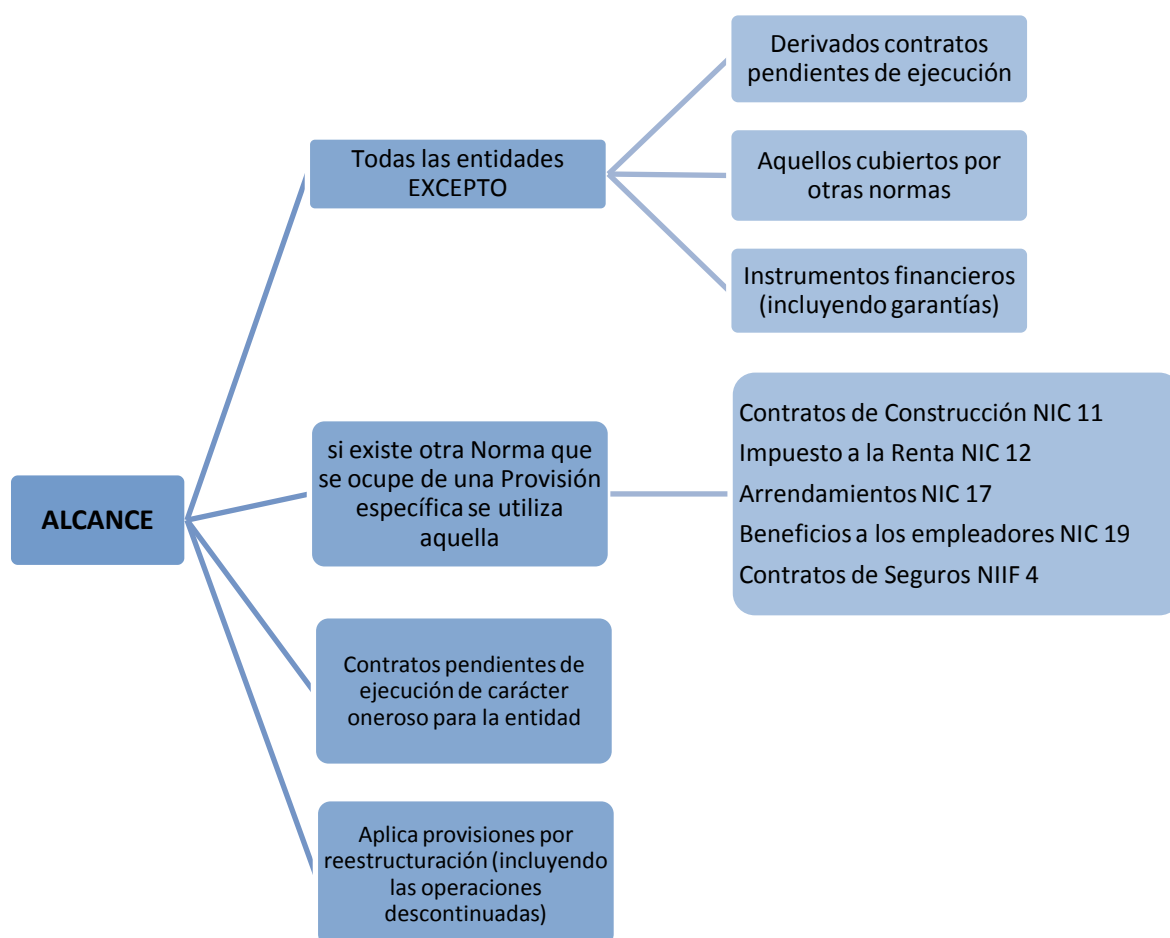 ALCANCE
Todas las entidades
EXCEPTO
Derivados contratos
pendientes de ejecución
Aquellos cubiertos por
otras normas
Instrumentos financieros
(incluyendo garantías)
si existe otra Norma que
se ocupe de una Provisión
específica se utiliza
aquella
Contratos de Construcción NIC 11
Impuesto a la Renta NIC 12
Arrendamientos NIC 17
Beneficios a los empleadores NIC 19
Contratos de Seguros NIIF 4
Contratos pendientes de
ejecución de carácter
oneroso para la entidad
Aplica provisiones por
reestructuración (incluyendo
las operaciones
descontinuadas)